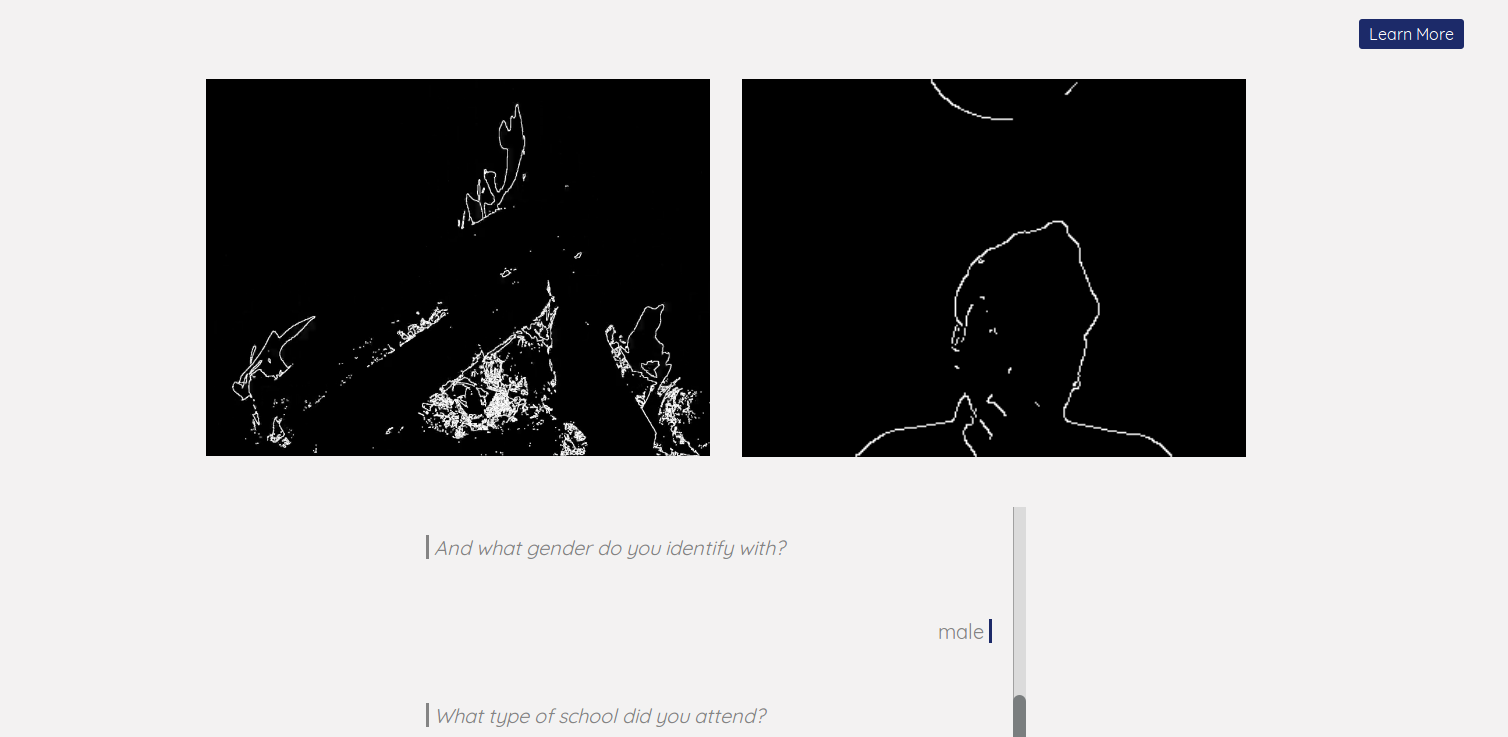 Learn More
And what gender do you identify with?
male
What type of school did you attend?